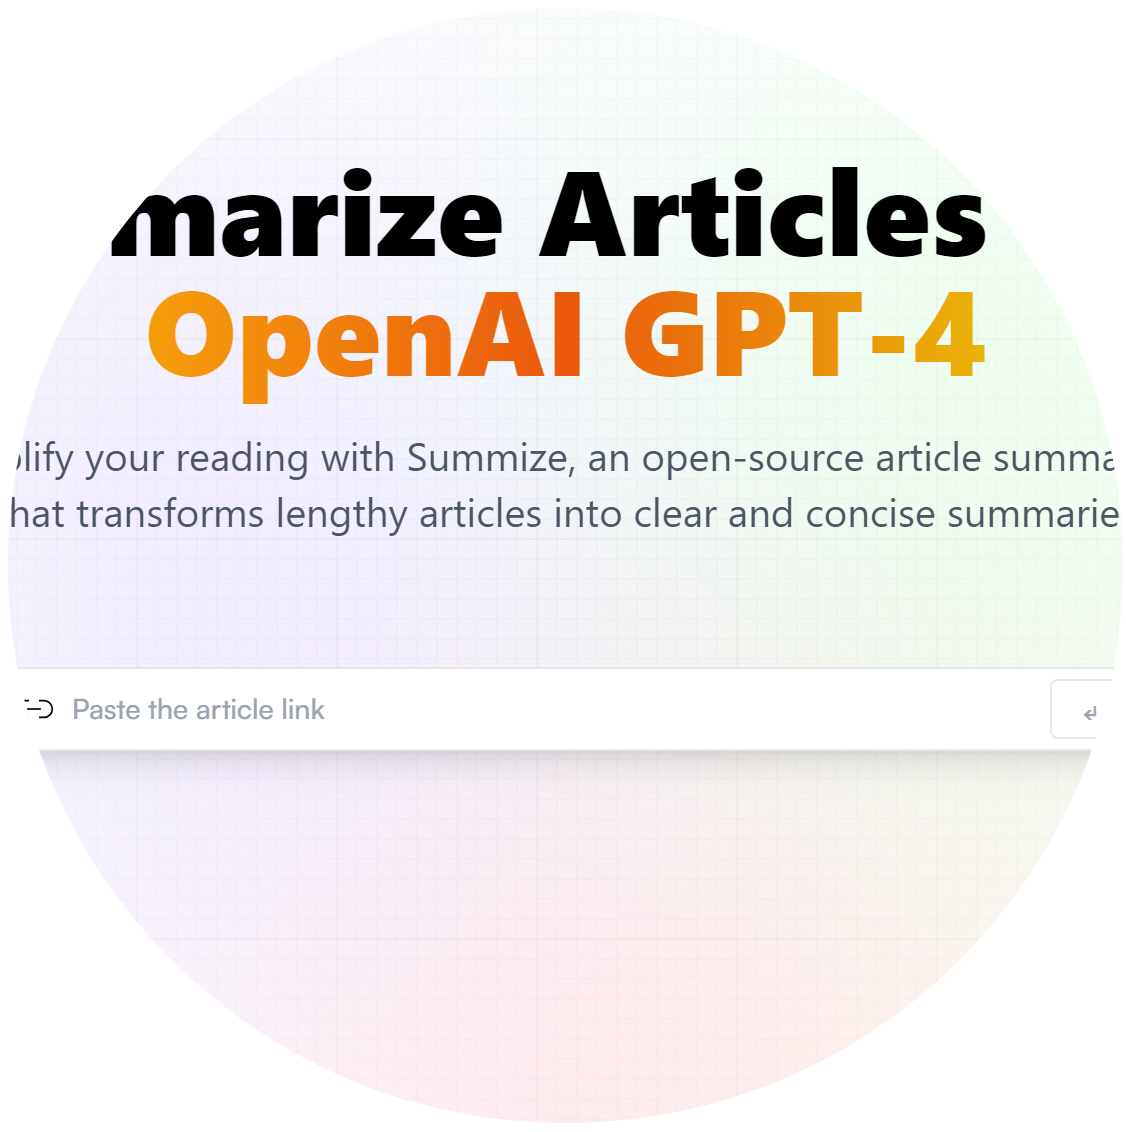 marize Articles
OpenAI GPT-4
lify your reading with Summize, an open-source article summa
hat transforms lengthy articles into clear and concise summarie
Paste the article link
↵